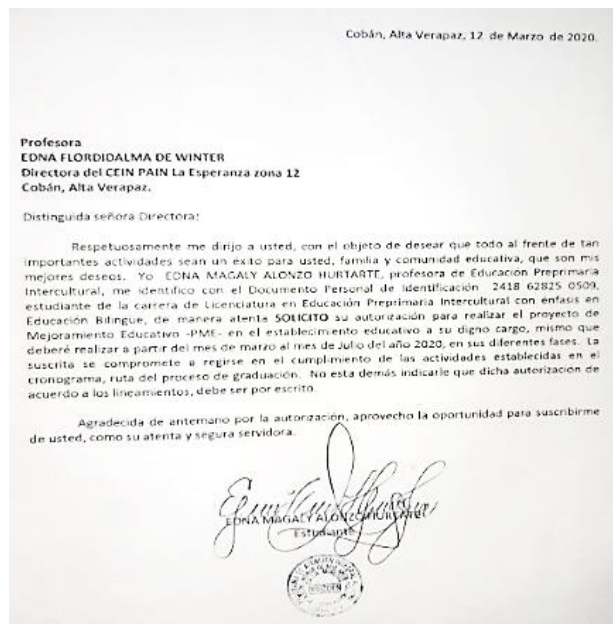 Cobán, Alta Verapaz, 12 de Marzo de 2020.
Profesora
EDNA FLORDIDALMA DE WINTER
Directora del CEIN PAIN La Esperanza zona 12
Cobán, Alta Verapaz.
Distinguida señora Directora:
Respetuosamente me dirijo a usted, con el objeto de desear que todo al frente de tan
importantes actividades sean un éxito para usted, familia y comunidad educativa, que son mis
mejores deseos. Yo EDNA MAGALY ALONZO HURTARTE, profesora de Educación Preprimaria
Intercultural, me identifico con el Documento Personal de Identificación 2418 62825 0509,
estudiante de la carrera de Licenciatura en Educación Preprimaria Intercultural con énfasis en
Educación Bilingüe, de manera atenta SOLICITO su autorización para realizar el proyecto de
Mejoramiento Educativo -PME- en el establecimiento educativo a su digno cargo, mismo que
deberé realizar a partir del mes de marzo al mes de Julio del año 2020, en sus diferentes fases. La
suscrita se compromete a regirse en el cumplimiento de las actividades establecidas en el
cronograma, ruta del proceso de graduación. No esta demás indicarle que dicha autorización de
acuerdo a los lineamientos, debe ser por escrito.
Agradecida de antemano por la autorización, aprovecho la oportunidad para suscribirme
de usted, como su atenta y segura servidora.
EDNA MAGALY ALONZO HURTARTE
Estudiante